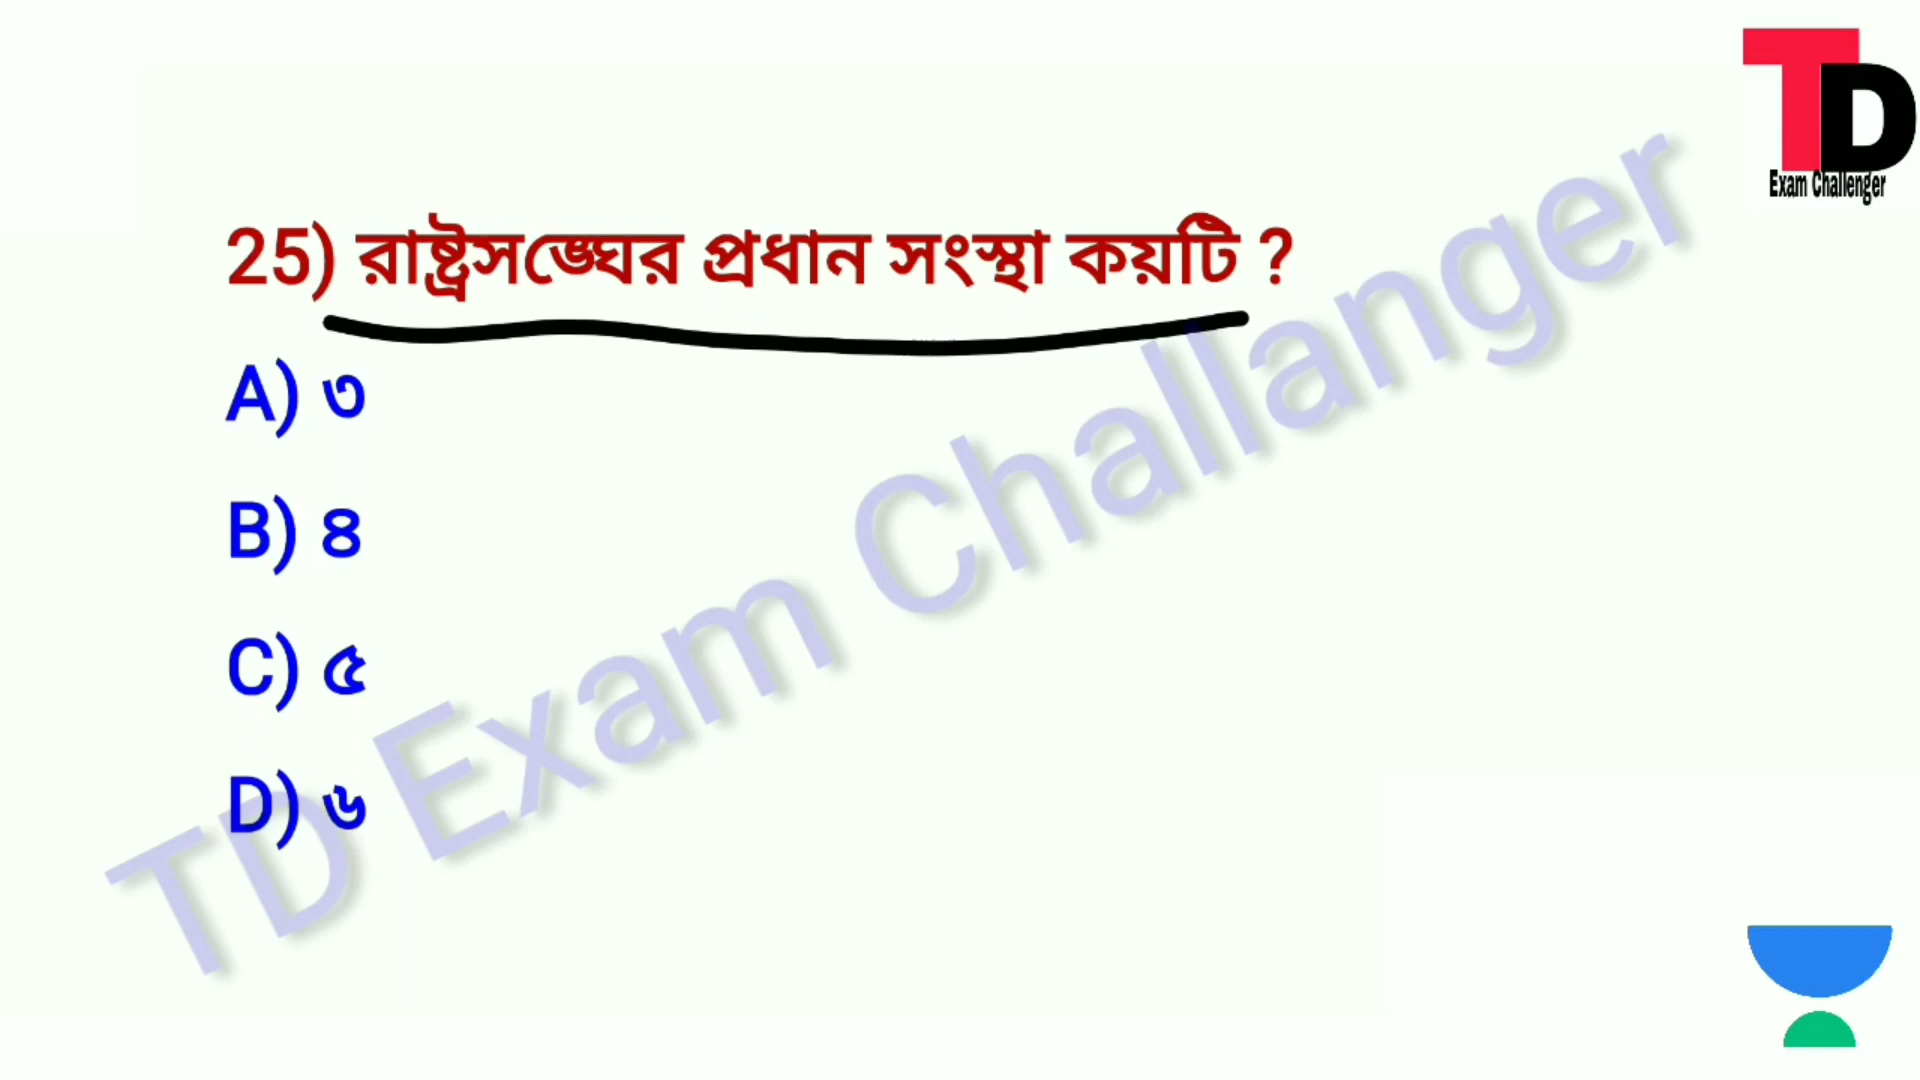 TD
Exam Challenger
25) রাষ্ট্রসঙ্ঘের প্রধান সংস্থা কয়টি ?
A) ৩
B) ৪
C) ৫
D) ৬
TD Exam Challanger